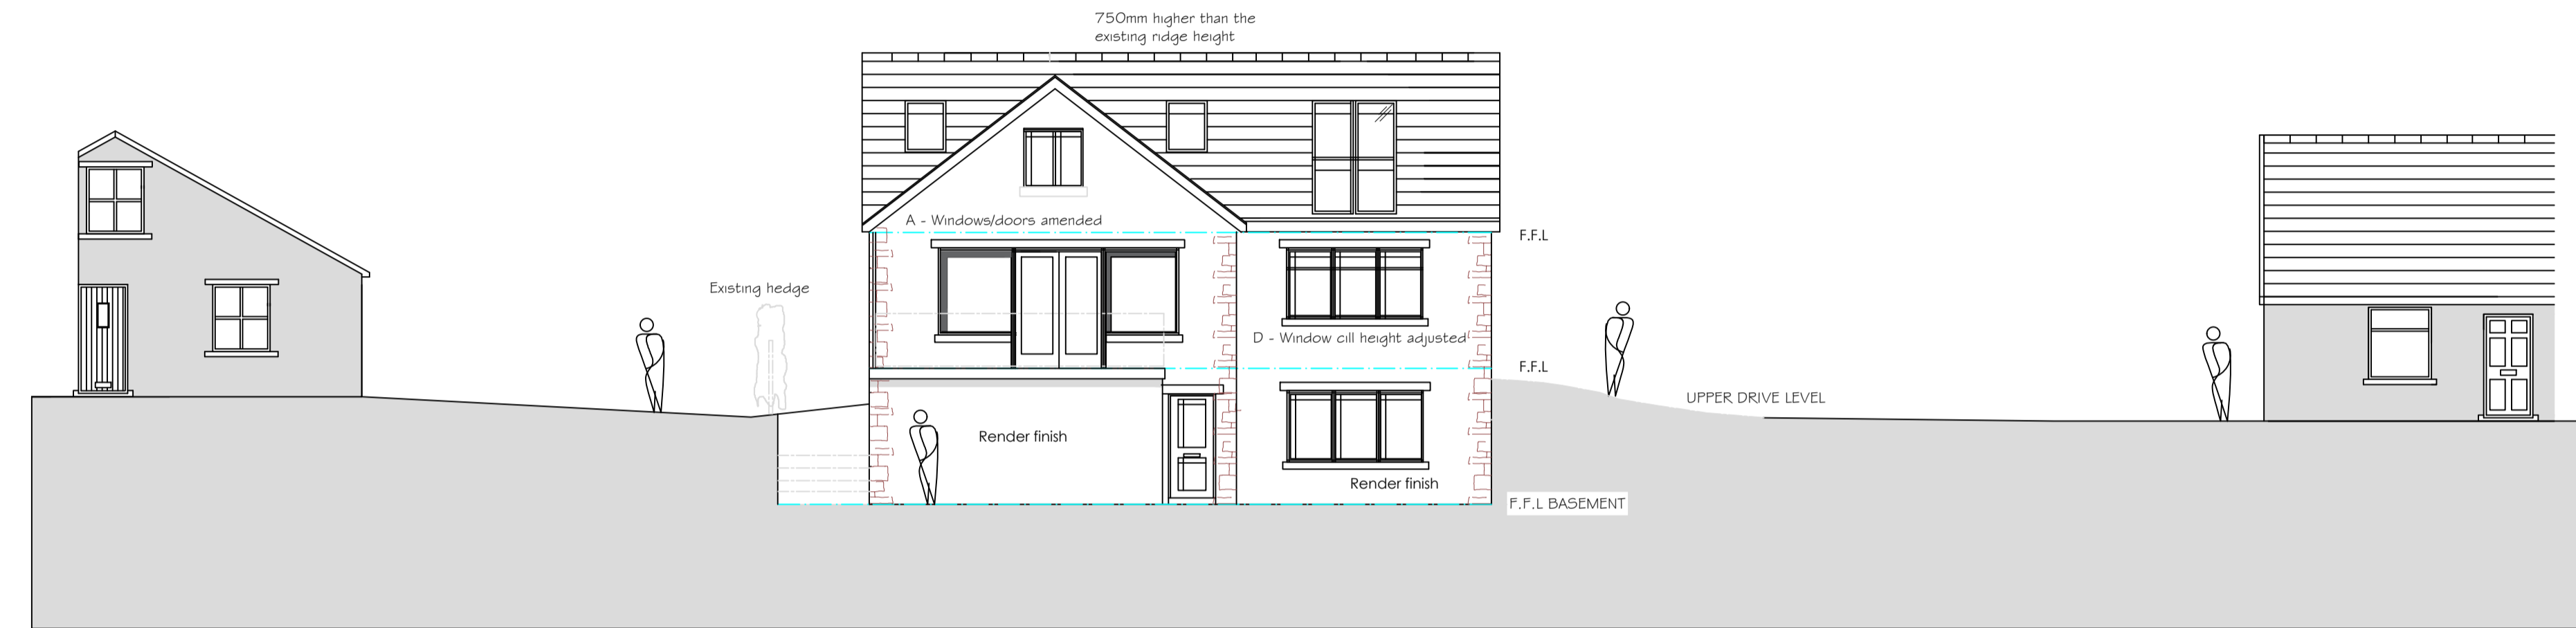 750mm higher than the
existing ridge height
A - Windows/doors amended
F.F.L
Existing hedge
D - Window cill height adjusted
F.F.L
UPPER DRIVE LEVEL
Render finish
Render finish
F.F.L BASEMENT